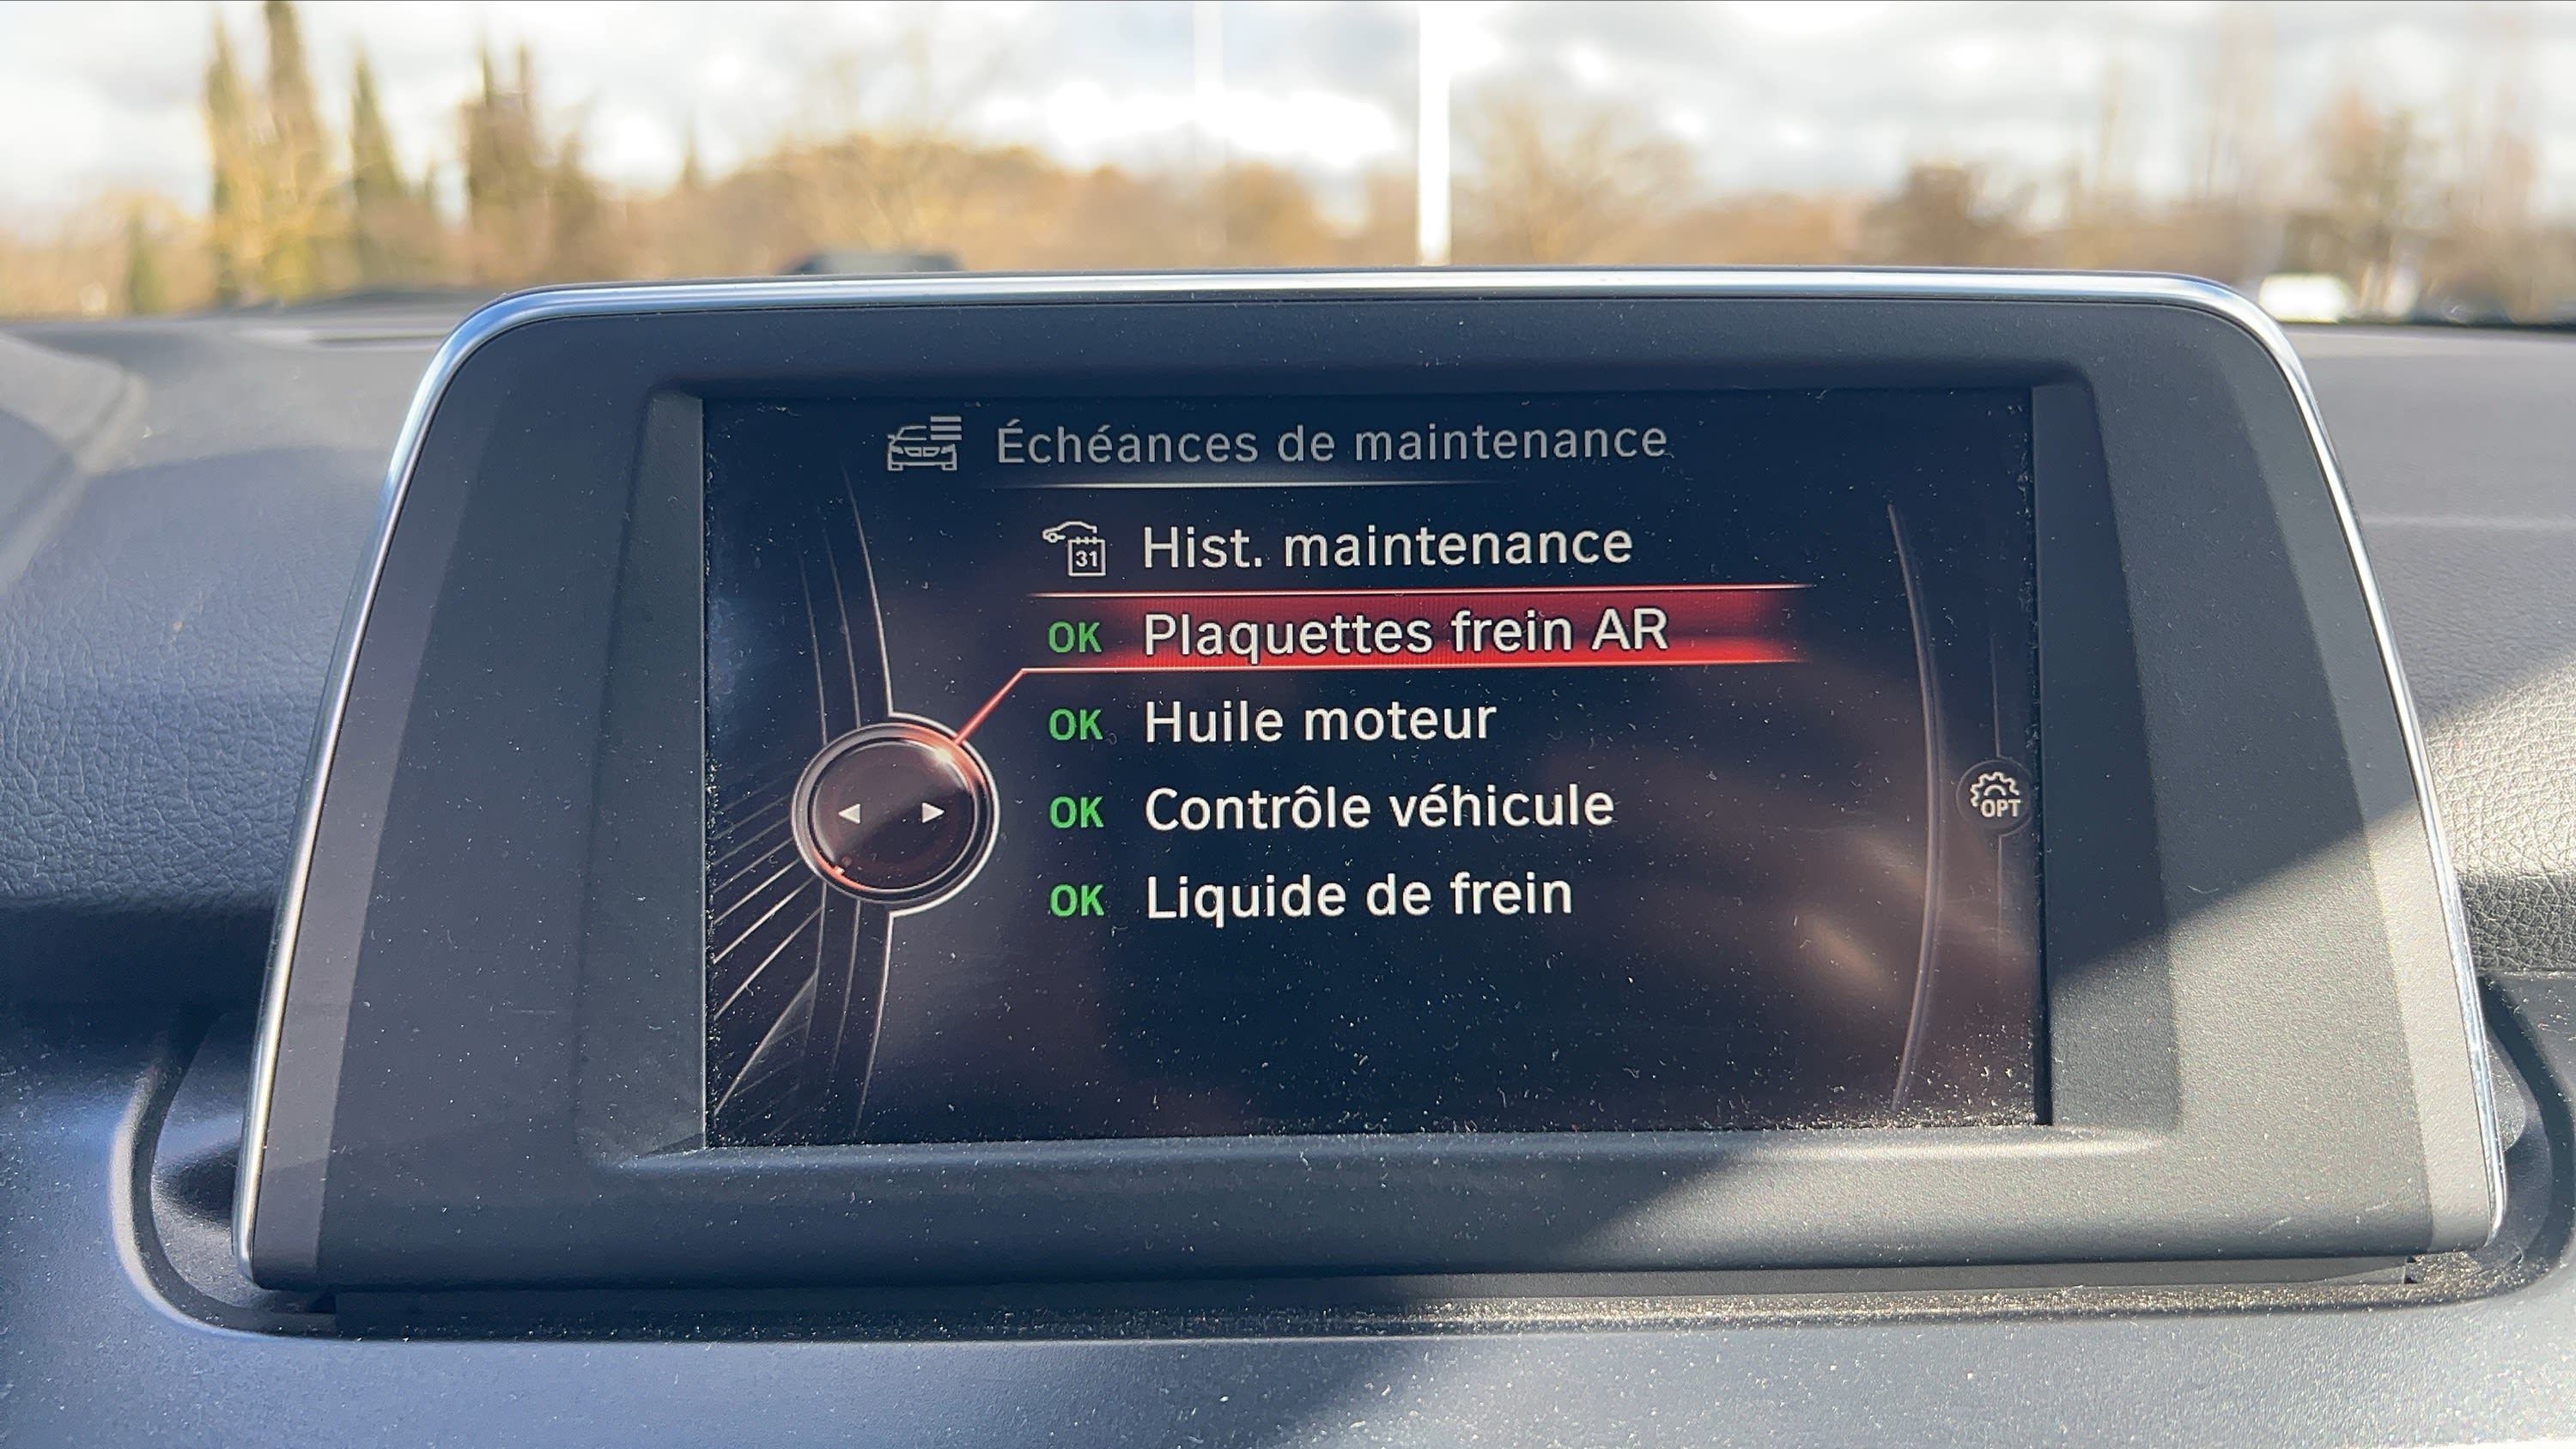 Échéances de maintenance
31 Hist. maintenance
OK Plaquettes frein AR
OK Huile moteur
OK Contrôle véhicule
OPT
OK Liquide de frein